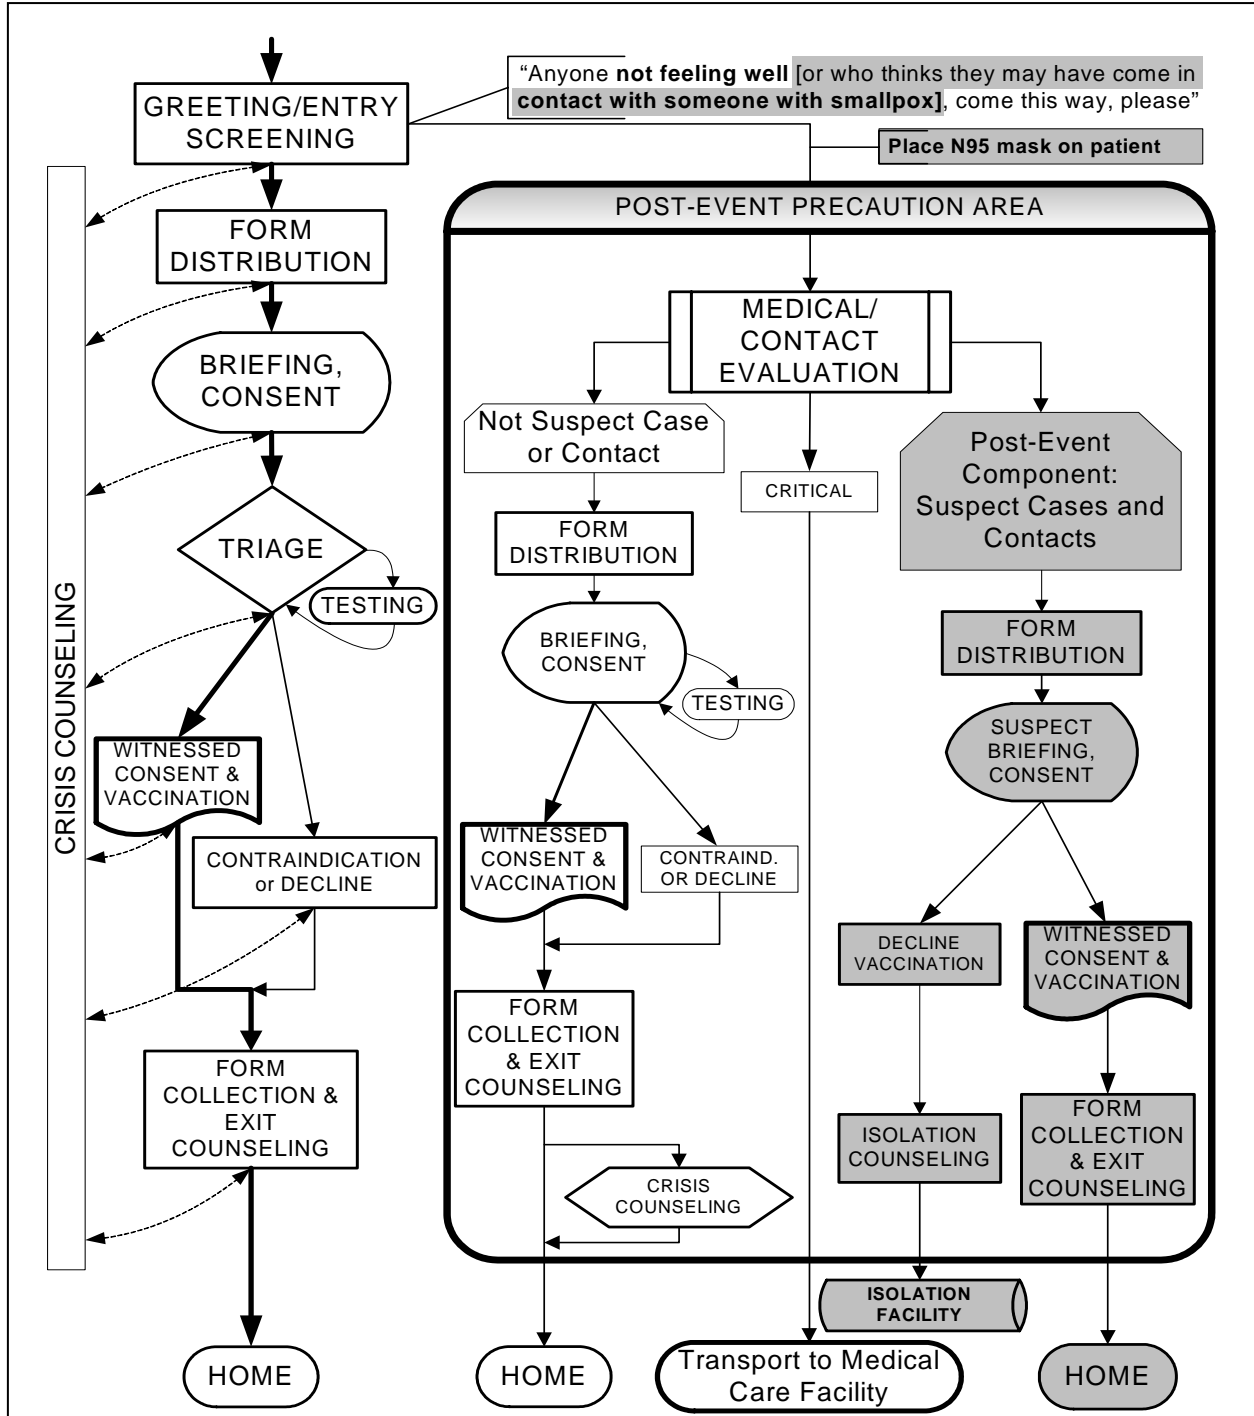 “Anyone not feeling well [or who thinks they may have come in
contact with someone with smallpox], come this way, please”
GREETING/ENTRY
SCREENING
Place N95 mask on patient
CRISIS COUNSELING
FORM
DISTRIBUTION
BRIEFING,
CONSENT
TRIAGE
TESTING
WITNESSED
CONSENT &
VACCINATION
CONTRAINDICATION
or DECLINE
FORM
COLLECTION &
EXIT
COUNSELING
HOME
POST-EVENT PRECAUTION AREA
MEDICAL/
CONTACT
EVALUATION
Not Suspect Case
or Contact
FORM
DISTRIBUTION
BRIEFING,
CONSENT
TESTING
WITNESSED
CONSENT &
VACCINATION
CONTRAIND.
OR DECLINE
FORM
COLLECTION
& EXIT
COUNSELING
CRISIS
COUNSELING
HOME
CRITICAL
Transport to Medical
Care Facility
Post-Event
Component:
Suspect Cases and
Contacts
FORM
DISTRIBUTION
SUSPECT
BRIEFING,
CONSENT
DECLINE
VACCINATION
ISOLATION
COUNSELING
ISOLATION
FACILITY
WITNESSED
CONSENT &
VACCINATION
FORM
COLLECTION
& EXIT
COUNSELING
HOME